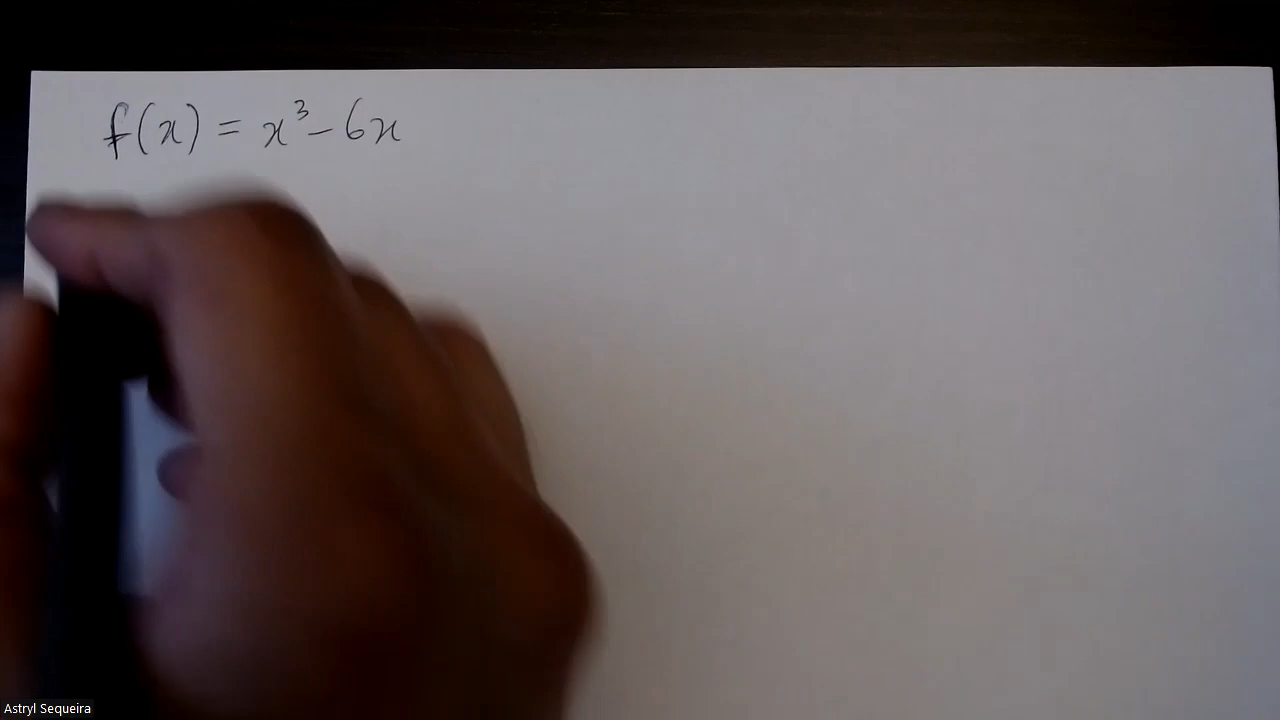 f(x) = x³ - 6x
Astryl Sequeira